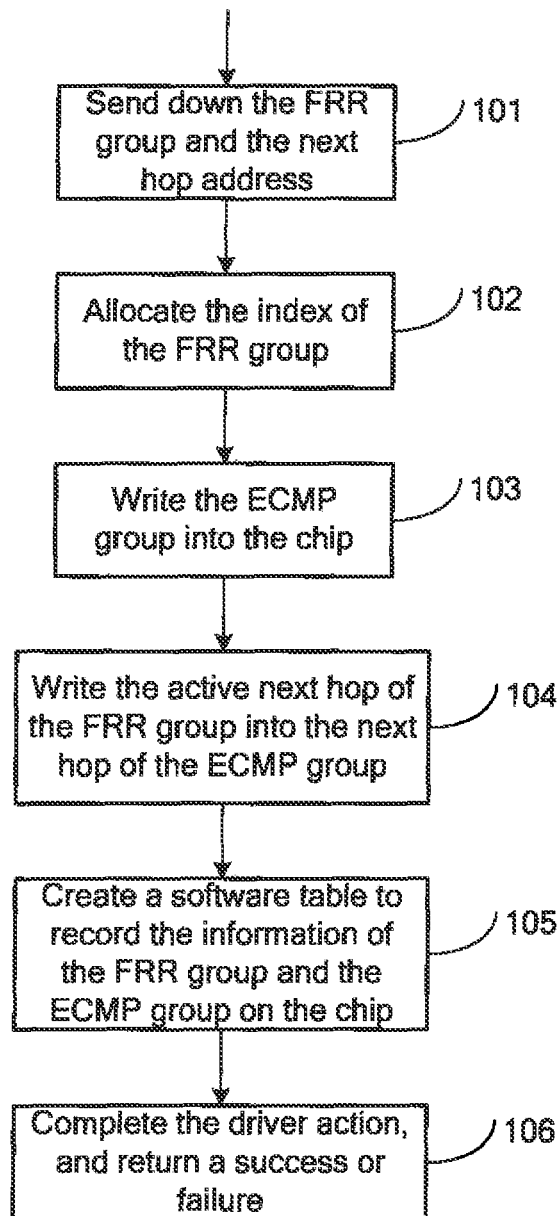 Send down the FRR
group and the next
hop address
101
Allocate the index of
the FRR group
102
Write the ECMP
group into the chip
103
Write the active next hop of
the FRR group into the next
hop of the ECMP group
104
Create a software table to
record the information of
the FRR group and the
ECMP group on the chip
105
Complete the driver action,
and return a success or
failure
106